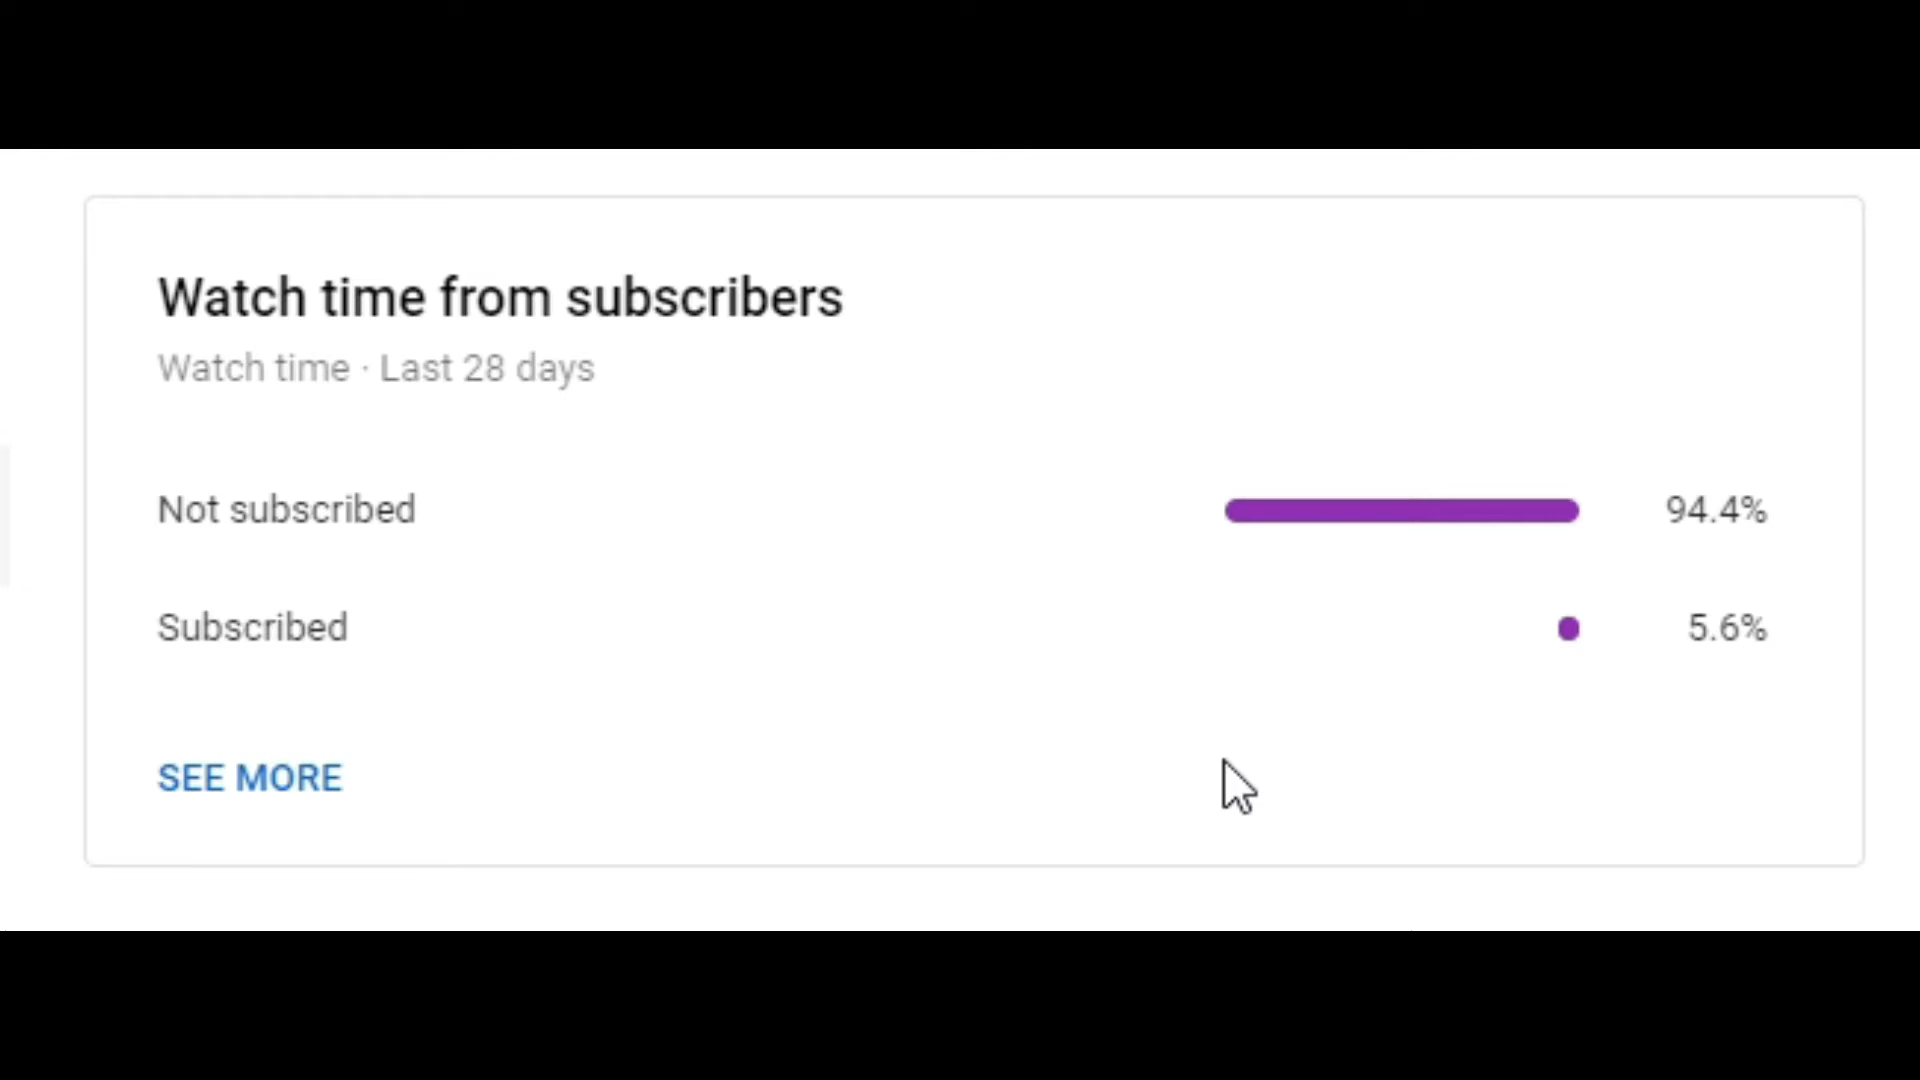 Watch time from subscribers
Watch time · Last 28 days
Not subscribed 94.4%
Subscribed 5.6%
SEE MORE